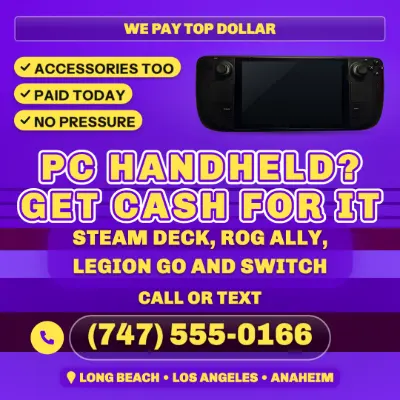 WE PAY TOP DOLLAR
ACCESSORIES TOO
PAID TODAY
NO PRESSURE
PC HANDHELD?
GET CASH FOR IT
STEAM DECK, ROG ALLY,
LEGION GO AND SWITCH
CALL OR TEXT
(747) 555-0166
LONG BEACH • LOS ANGELES • ANAHEIM